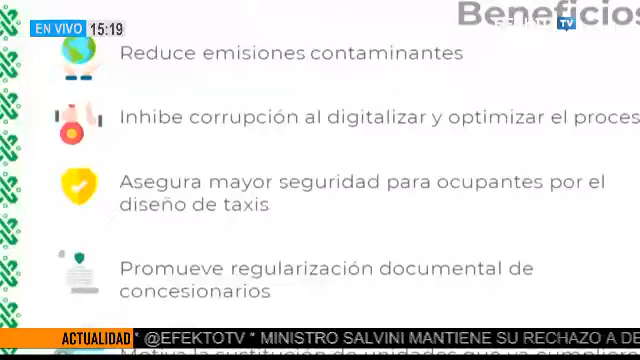 Beneficios
EFEKTO TV
EN VIVO 15:19
Reduce emisiones contaminantes
Inhibe corrupción al digitalizar y optimizar el proces
Asegura mayor seguridad para ocupantes por el
diseño de taxis
Promueve regularización documental de
concesionarios
ACTUALIDAD * @EFEKTOTV * MINISTRO SALVINI MANTIENE SU RECHAZO A DE